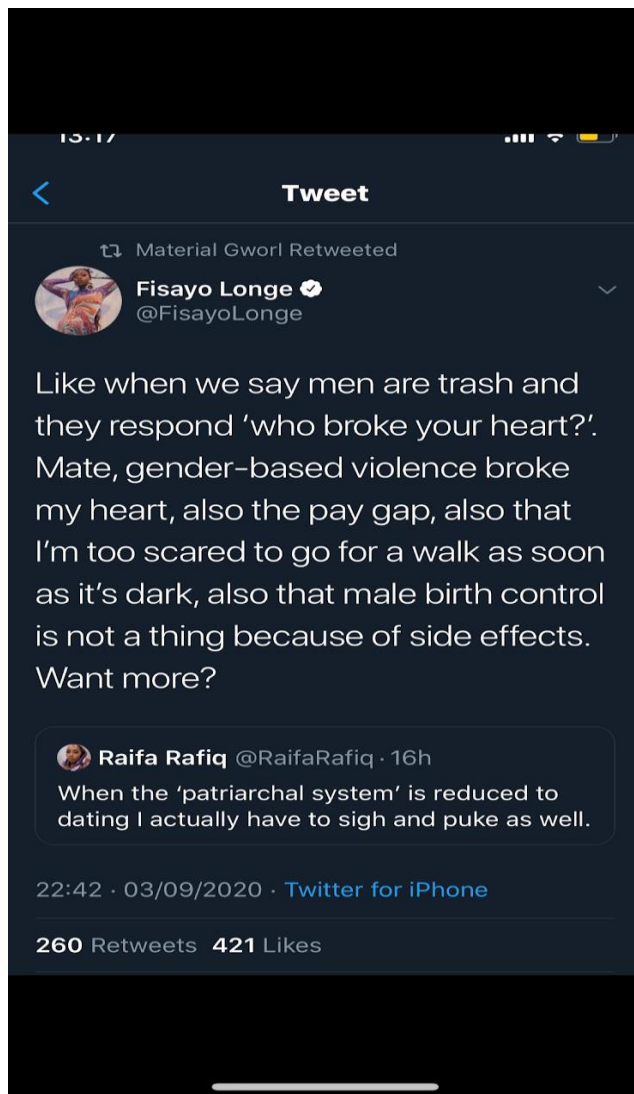 13:17
Tweet
Material Gworl Retweeted
Fisayo Longe
@FisayoLonge
Like when we say men are trash and
they respond ‘who broke your heart?’.
Mate, gender-based violence broke
my heart, also the pay gap, also that
I’m too scared to go for a walk as soon
as it’s dark, also that male birth control
is not a thing because of side effects.
Want more?
Raifa Rafiq @RaifaRafiq · 16h
When the ‘patriarchal system’ is reduced to
dating I actually have to sigh and puke as well.
22:42 · 03/09/2020 · Twitter for iPhone
260 Retweets 421 Likes